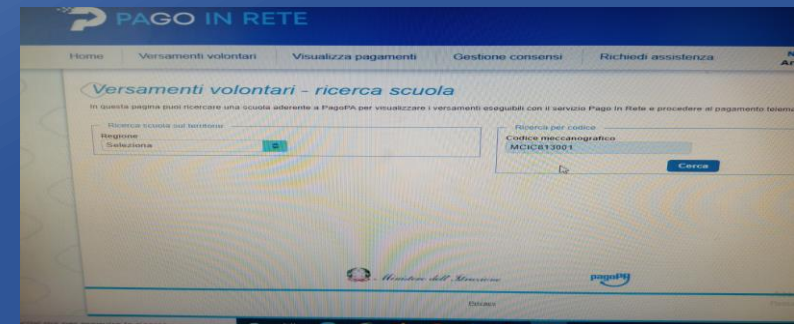 PAGO IN RETE
Home Versamenti volontari Visualizza pagamenti Gestione consensi Richiedi assistenza
Versamenti volontari - ricerca scuola
In questa pagina puoi ricercare una scuola aderente a PagoPA per visualizzare i versamenti eseguibili con il servizio Pago In Rete e procedere al pagamento
Ricerca scuola sul territorio
Regione
Seleziona
Ricerca per codice
Codice meccanografico
MCIC813001
Cerca
Ministero dell'Istruzione
pagoPA
Privacy